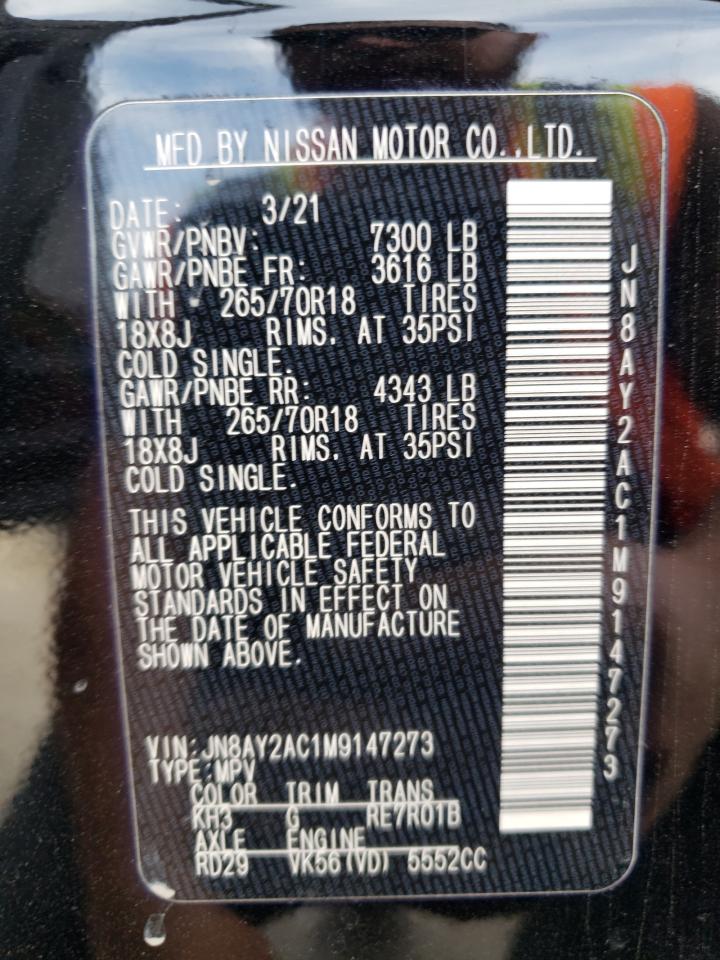 MFD BY NISSAN MOTOR CO.,LTD.
DATE: 3/21
GVWR/PNBV: 7300 LB
GAWR/PNBE FR: 3616 LB
WITH - 265/70R18 TIRES
18X8J RIMS. AT 35PSI
COLD SINGLE.
GAWR/PNBE RR: 4343 LB
WITH 265/70R18 TIRES
18X8J RIMS. AT 35PSI
COLD SINGLE.
THIS VEHICLE CONFORMS TO
ALL APPLICABLE FEDERAL
MOTOR VEHICLE SAFETY
STANDARDS IN EFFECT ON
THE DATE OF MANUFACTURE
SHOWN ABOVE.
VIN:JN8AY2AC1M9147273
TYPE:MPV
COLOR TRIM TRANS
KH3 G RE7R01B
AXLE ENGINE
RD29 VK56(VD) 5552CC
JN8AY2AC1M9147273